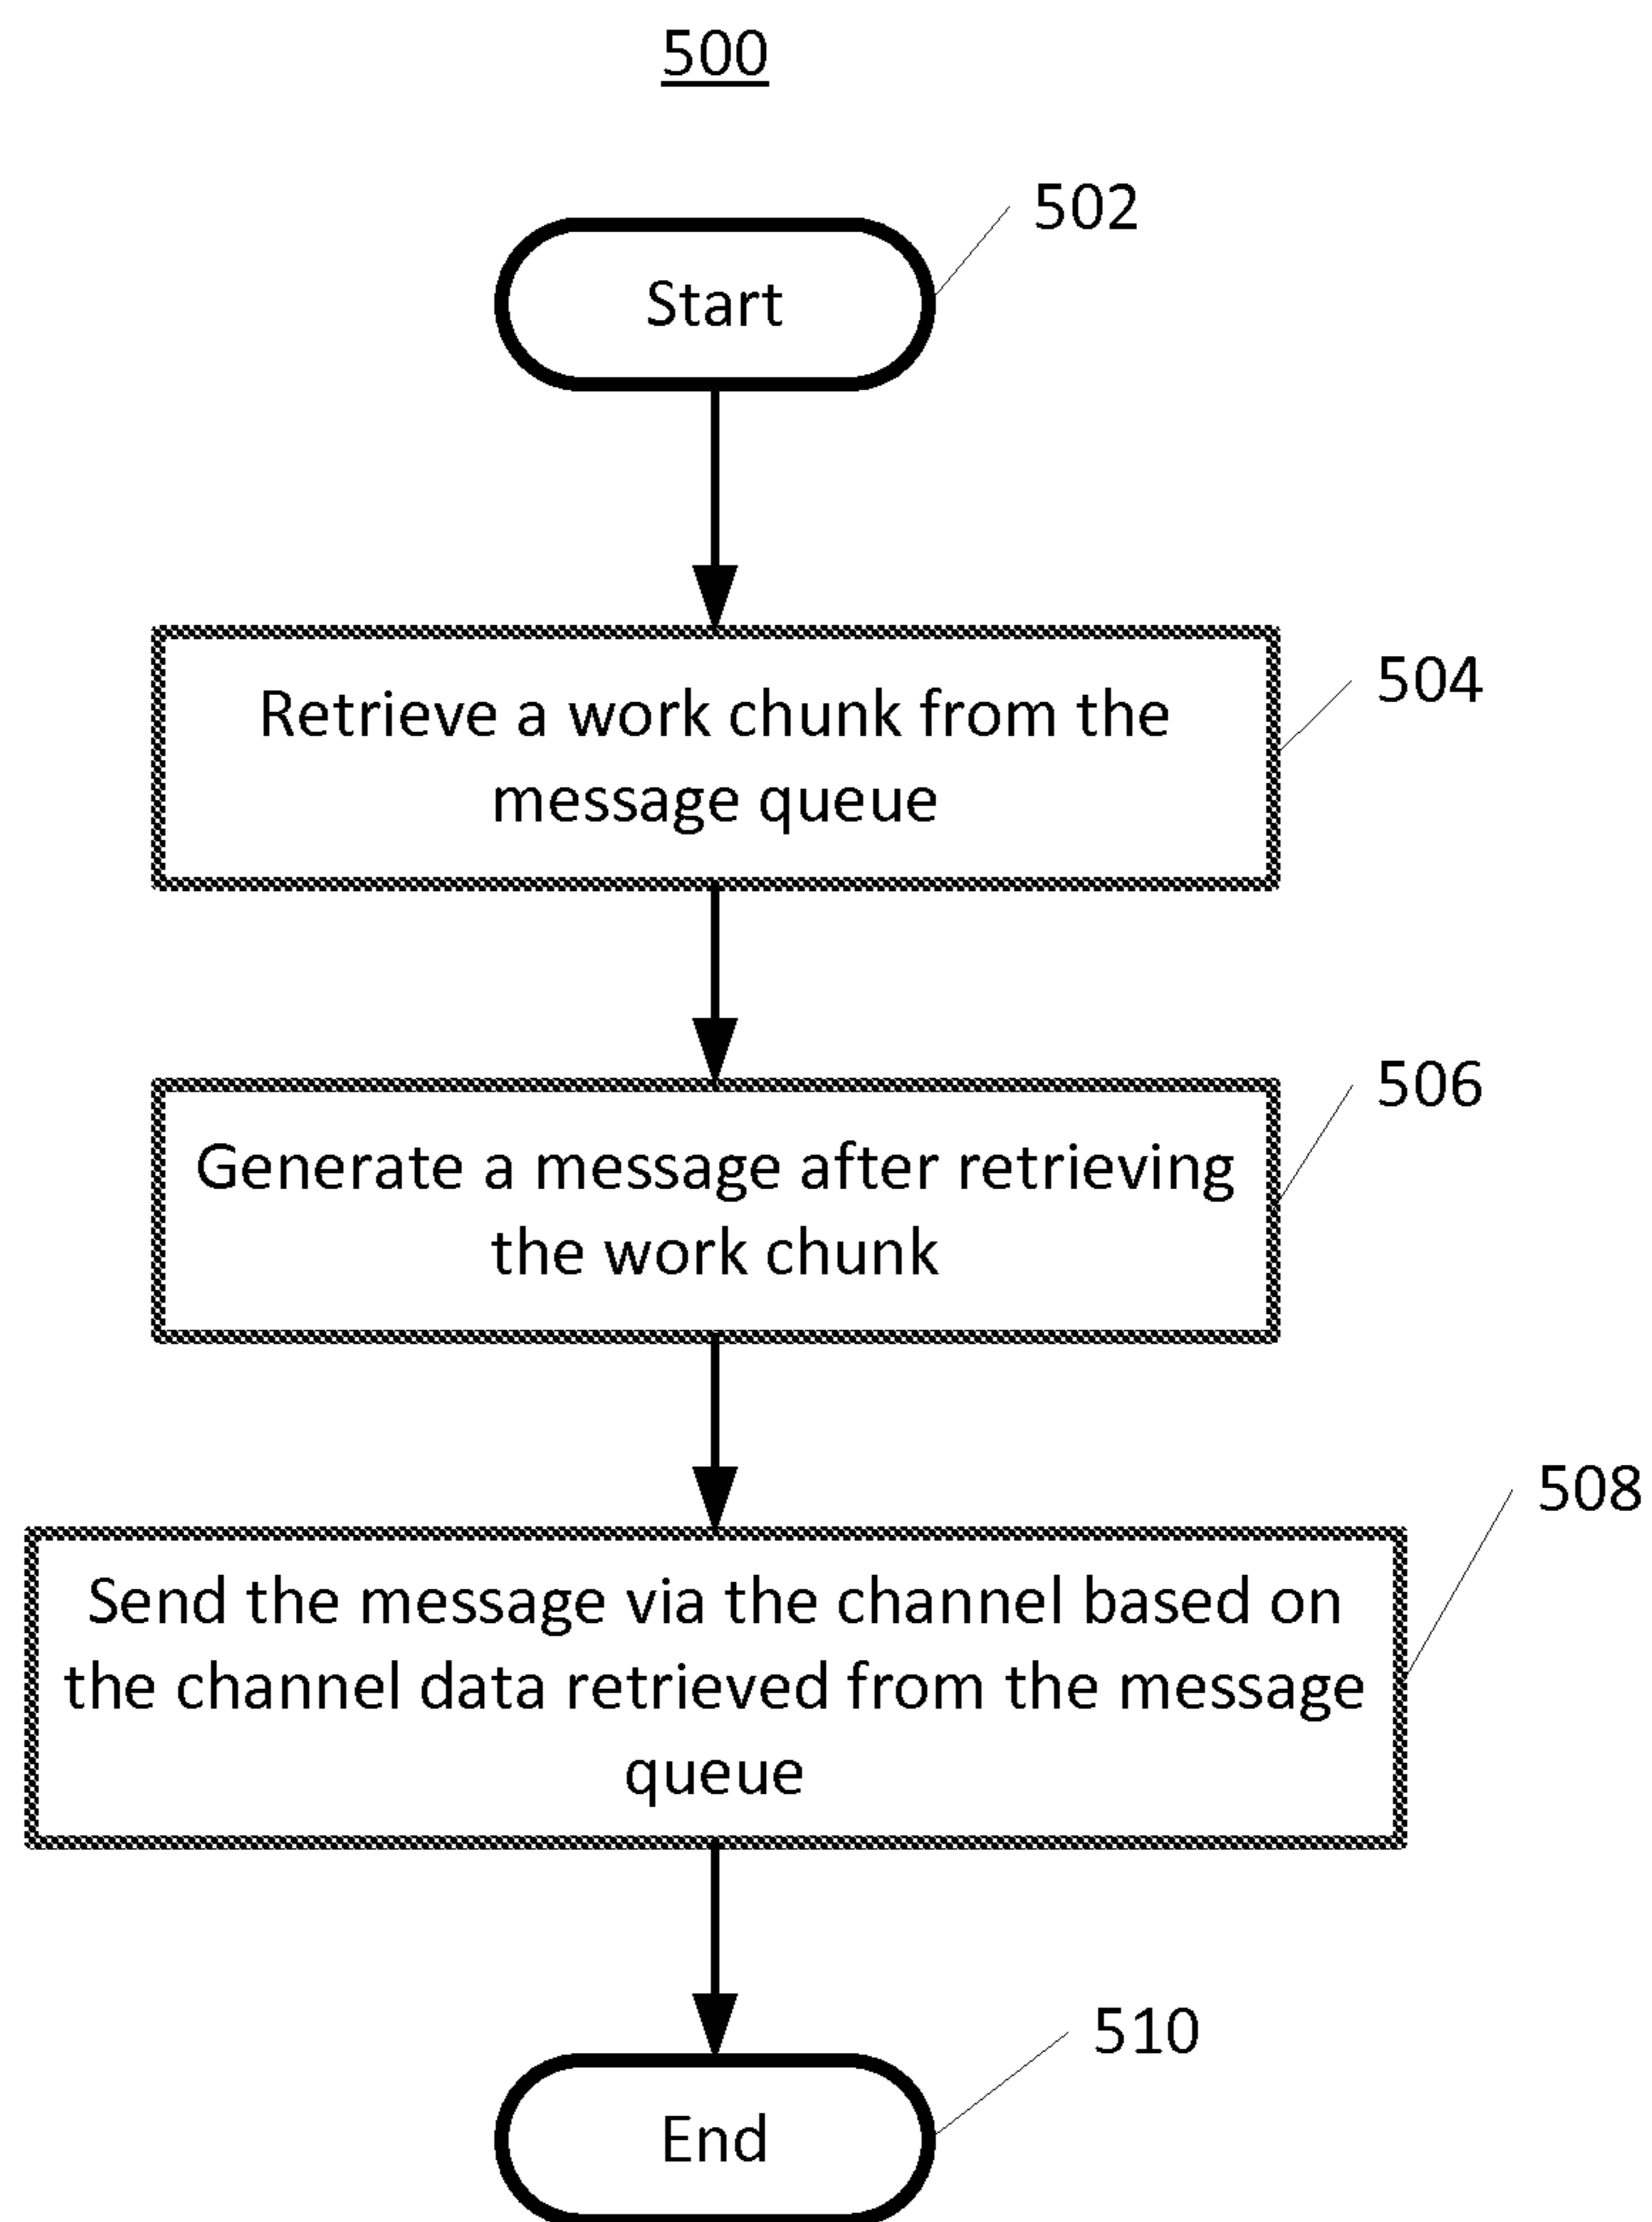 500
502
Start
504
Retrieve a work chunk from the
message queue
506
Generate a message after retrieving
the work chunk
508
Send the message via the channel based on
the channel data retrieved from the message
queue
510
End